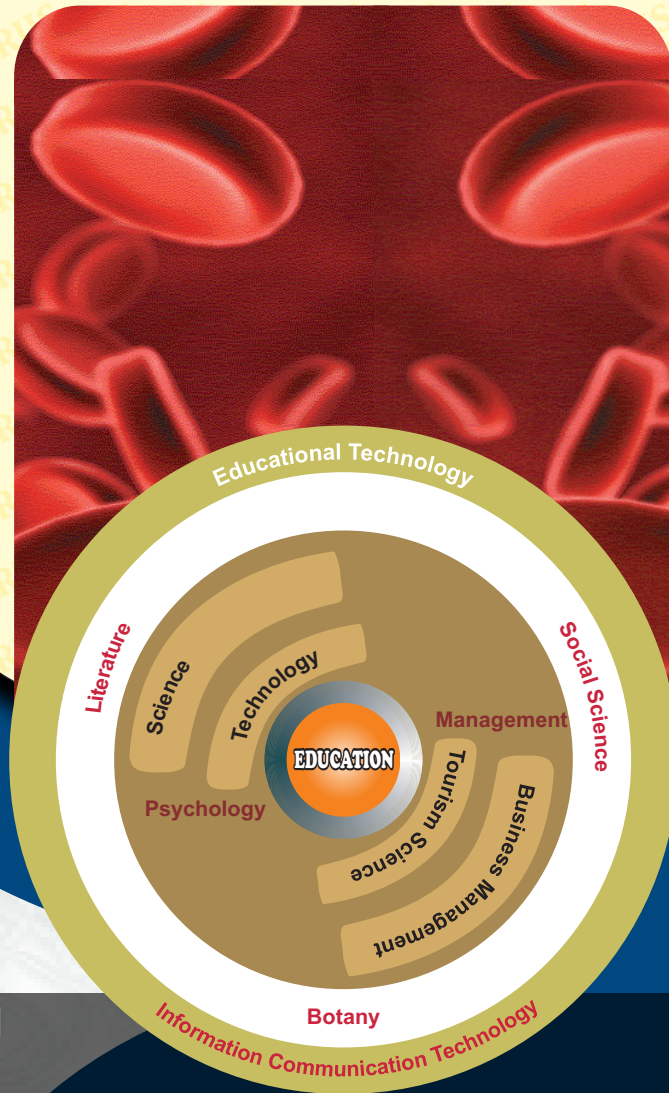 Educational Technology
Literature
Social Science
Science
Technology
Management
EDUCATION
Psychology
Tourism Science
Business Management
Botany
Information Communication Technology